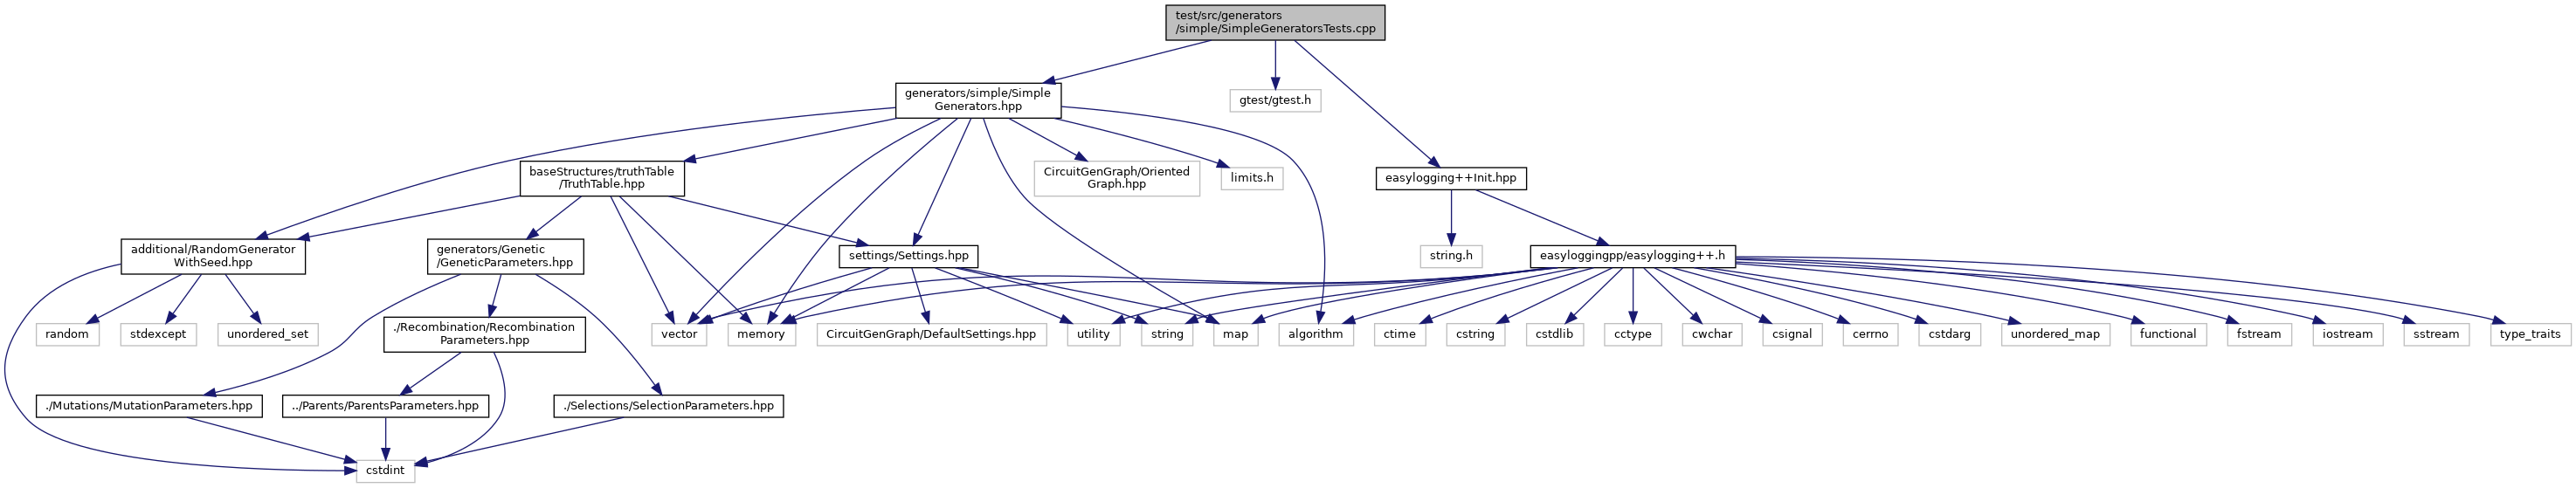 test/src/generators
/simple/SimpleGeneratorsTests.cpp
generators/simple/Simple
Generators.hpp
gtest/gtest.h
baseStructures/truthTable
/TruthTable.hpp
CircuitGenGraph/Oriented
Graph.hpp
limits.h
easylogging++Init.hpp
additional/RandomGenerator
WithSeed.hpp
generators/Genetic
/GeneticParameters.hpp
settings/Settings.hpp
string.h
easyloggingpp/easylogging++.h
random
stdexcept
unordered_set
./Recombination/Recombination
Parameters.hpp
vector
memory
CircuitGenGraph/DefaultSettings.hpp
utility
string
map
algorithm
ctime
cstring
cstdlib
cctype
cwchar
csignal
cerrno
cstdarg
unordered_map
functional
fstream
iostream
sstream
type_traits
./Mutations/MutationParameters.hpp
../Parents/ParentsParameters.hpp
./Selections/SelectionParameters.hpp
cstdint